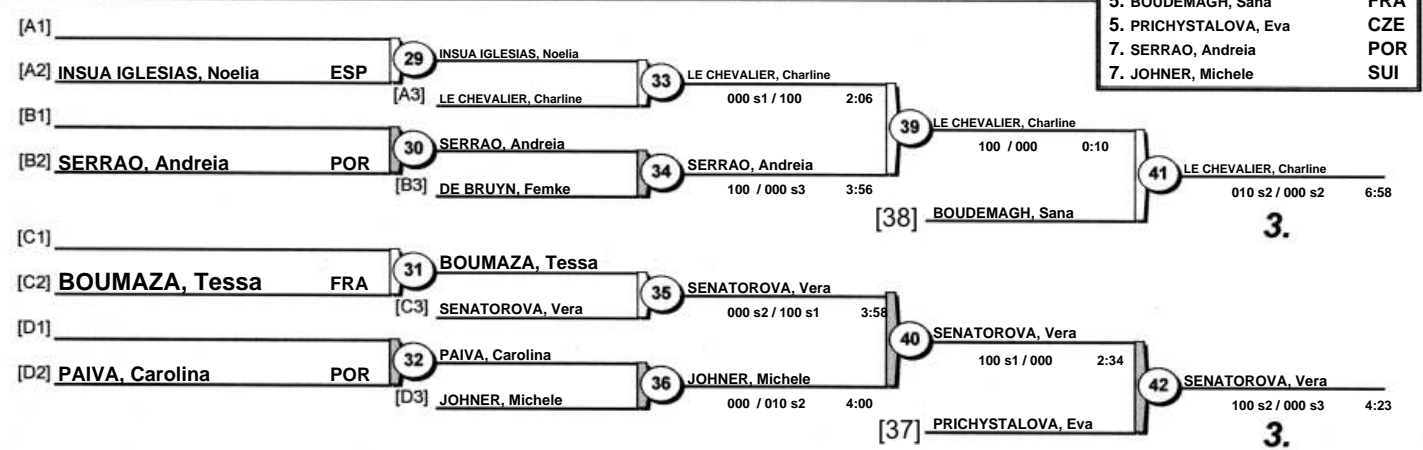 5. BOUDEMAGH, Sana FRA
5. PRICHYSTALOVA, Eva CZE
7. SERRAO, Andreia POR
7. JOHNER, Michele SUI
[A1]
[A2] INSUA IGLESIAS, Noelia ESP
29
INSUA IGLESIAS, Noelia
[A3] LE CHEVALIER, Charline
33
LE CHEVALIER, Charline
000 s1 / 100 2:06
[B1]
[B2] SERRAO, Andreia POR
30
SERRAO, Andreia
[B3] DE BRUYN, Femke
34
SERRAO, Andreia
100 / 000 s3 3:56
39
LE CHEVALIER, Charline
100 / 000 0:10
[38] BOUDEMAGH, Sana
41
LE CHEVALIER, Charline
010 s2 / 000 s2 6:58
3.
[C1]
[C2] BOUMAZA, Tessa FRA
31
BOUMAZA, Tessa
[C3] SENATOROVA, Vera
35
SENATOROVA, Vera
000 s2 / 100 s1 3:58
[D1]
[D2] PAIVA, Carolina POR
32
PAIVA, Carolina
[D3] JOHNER, Michele
36
JOHNER, Michele
000 / 010 s2 4:00
40
SENATOROVA, Vera
100 s1 / 000 2:34
[37] PRICHYSTALOVA, Eva
42
SENATOROVA, Vera
100 s2 / 000 s3 4:23
3.